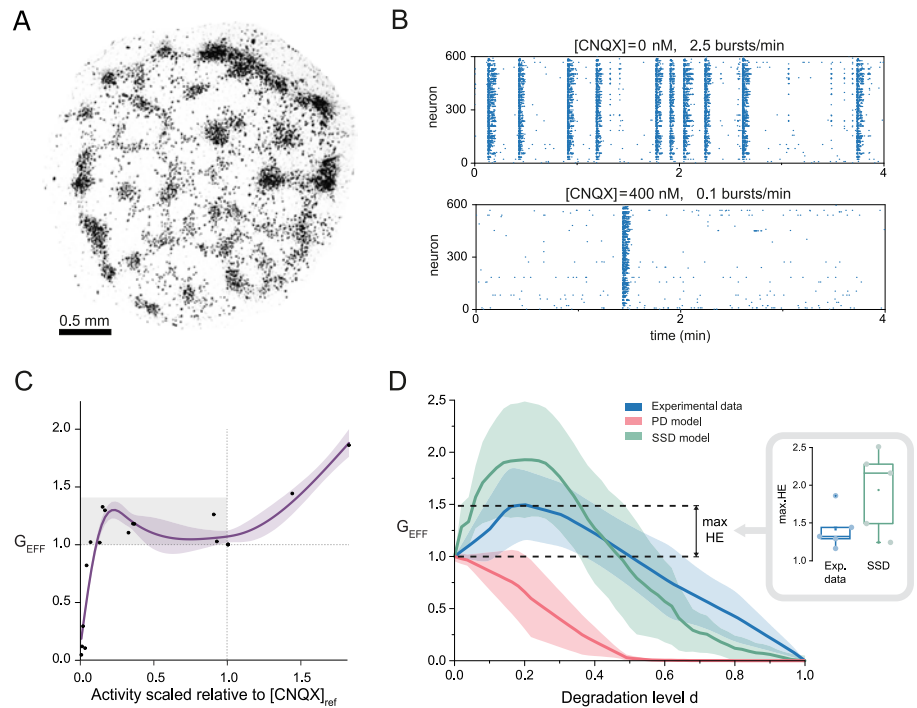 A
0.5 mm
B
[CNQX]=0 nM, 2.5 bursts/min
neuron
600
300
0
0
2
4
[CNQX]=400 nM, 0.1 bursts/min
neuron
600
300
0
0
2
4
time (min)
C
G_EFF
2.0
1.5
1.0
0.5
0.0
0.0
0.5
1.0
1.5
Activity scaled relative to [CNQX]ref
D
G_EFF
2.5
2.0
1.5
1.0
0.5
0.0
0.0
0.2
0.4
0.6
0.8
1.0
Degradation level d
Experimental data
PD model
SSD model
max
HE
max.HE
2.5
2.0
1.5
1.0
Exp.
data
SSD